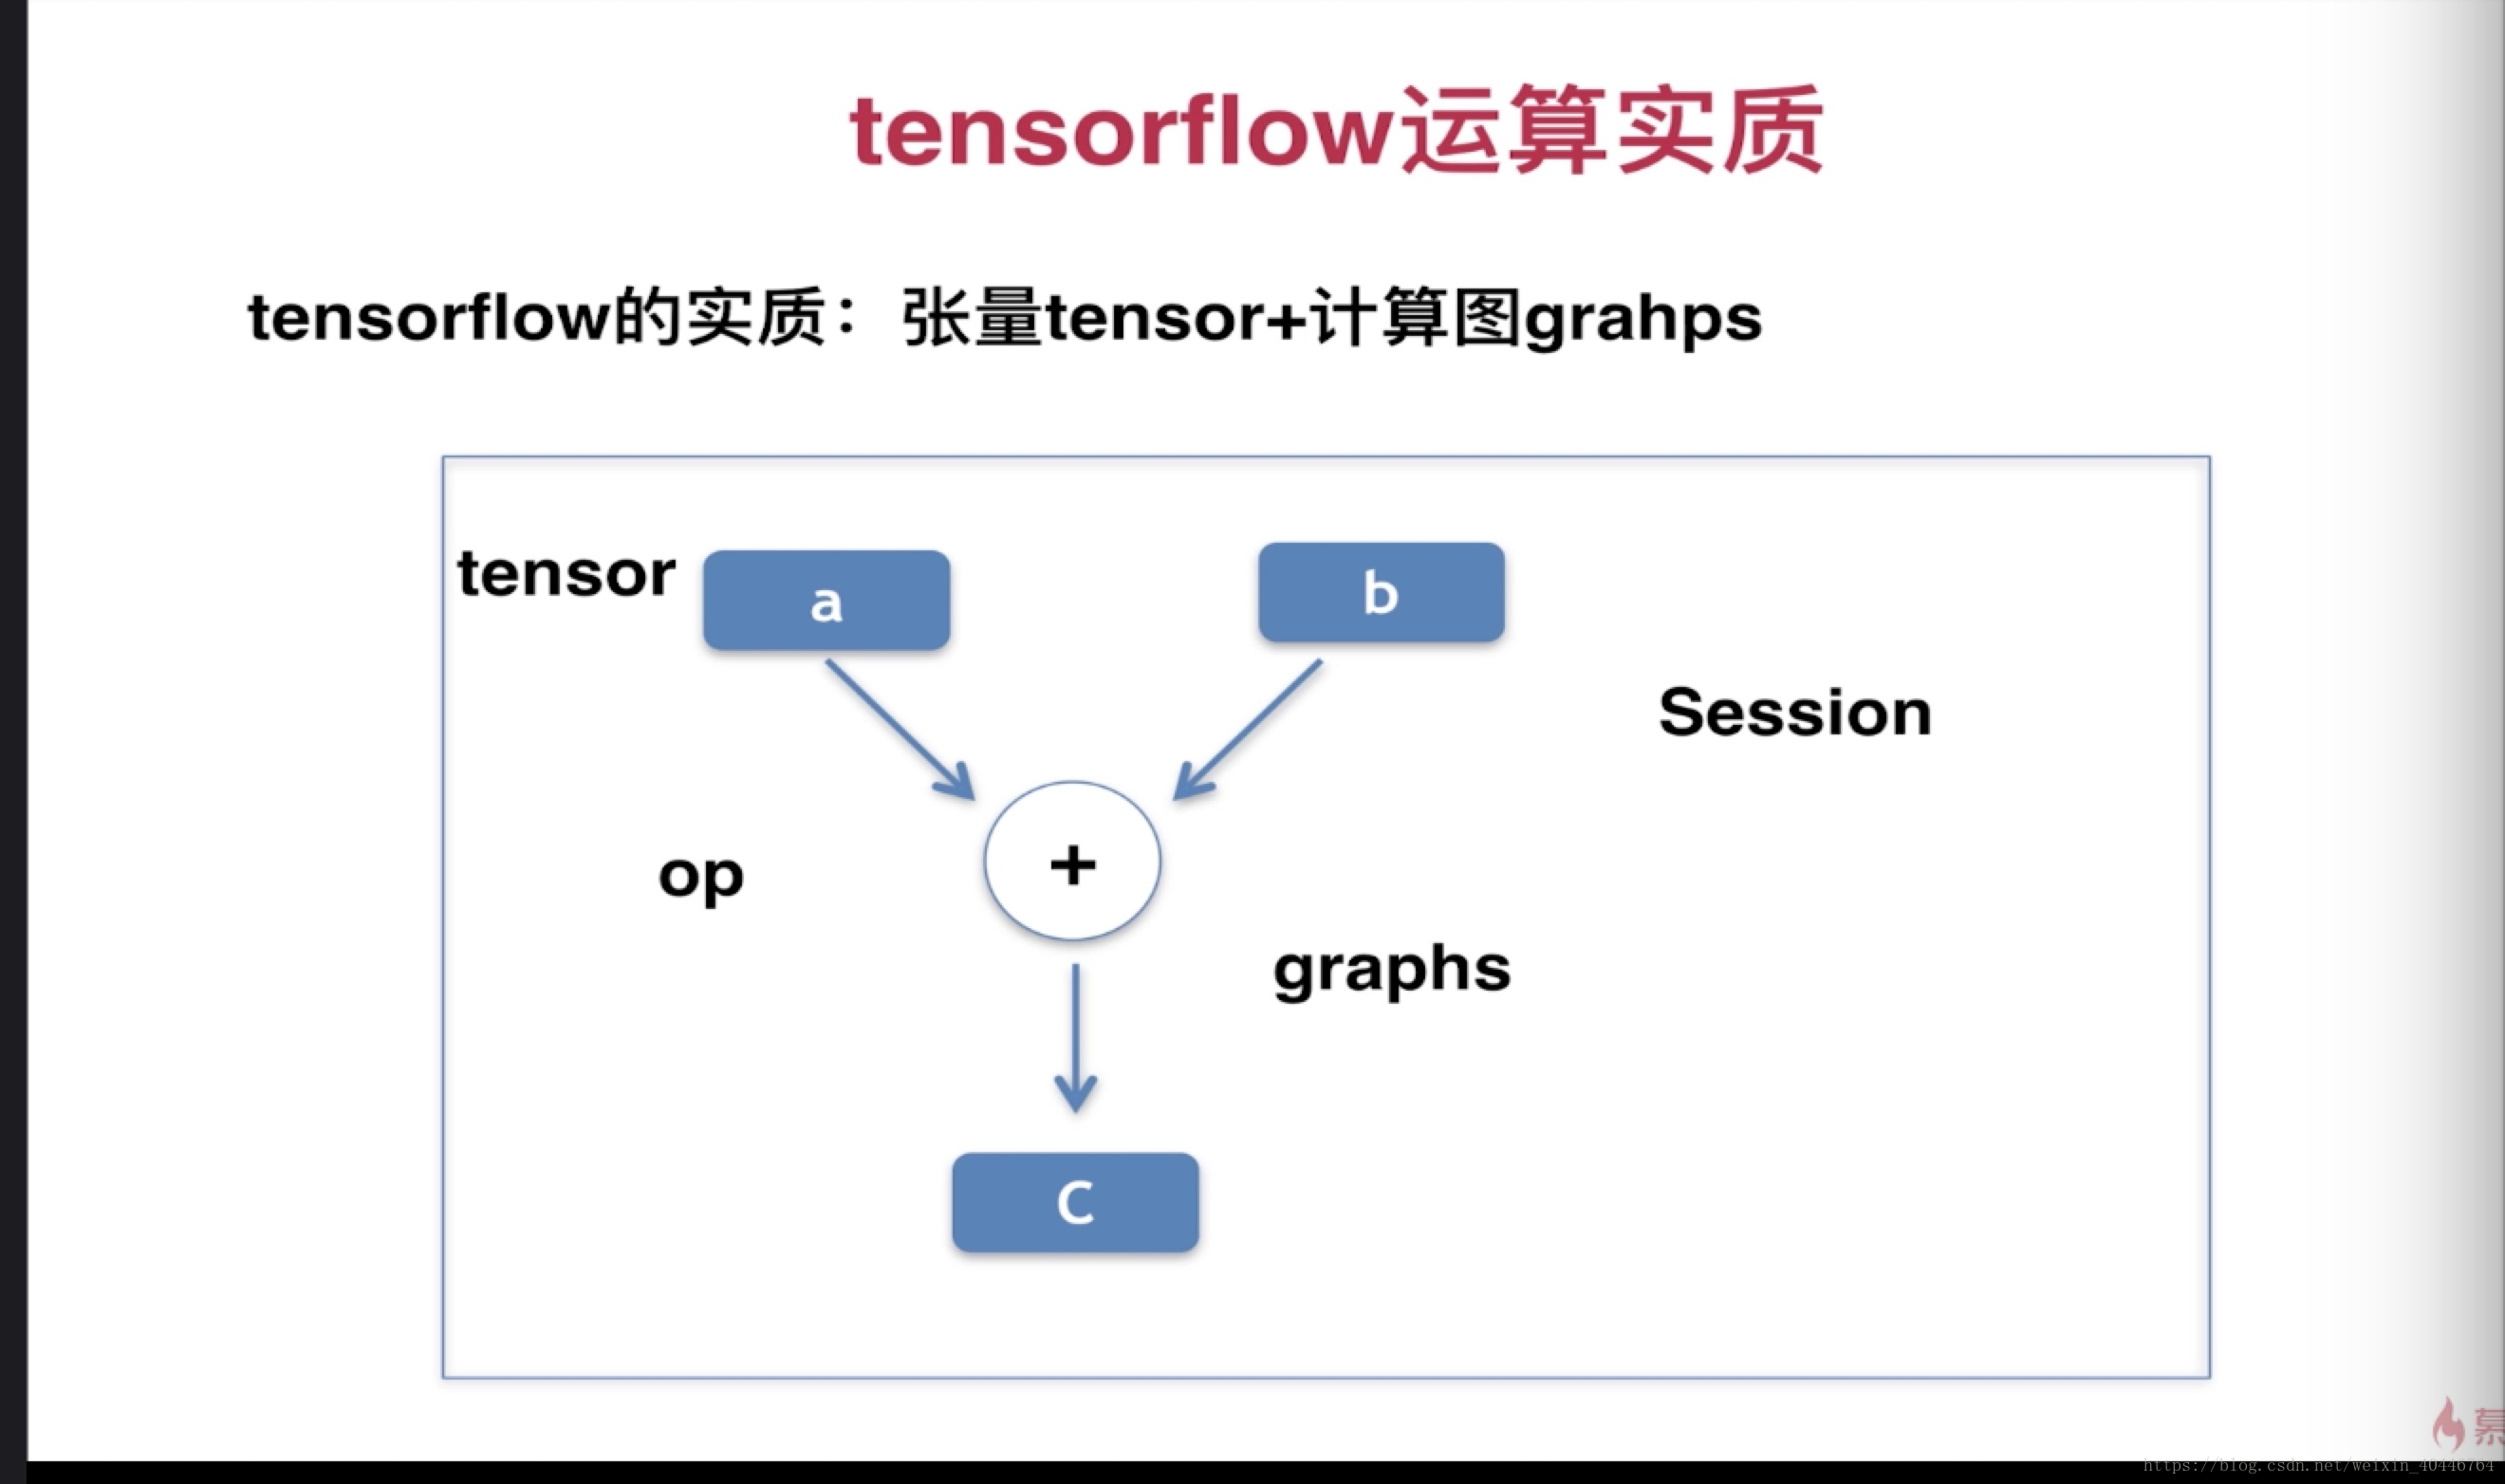 tensorflow运算实质
tensorflow的实质：张量tensor+计算图grahps
tensor
a
b
Session
+
op
graphs
C
慕
https://blog.csdn.net/weixin_40446764